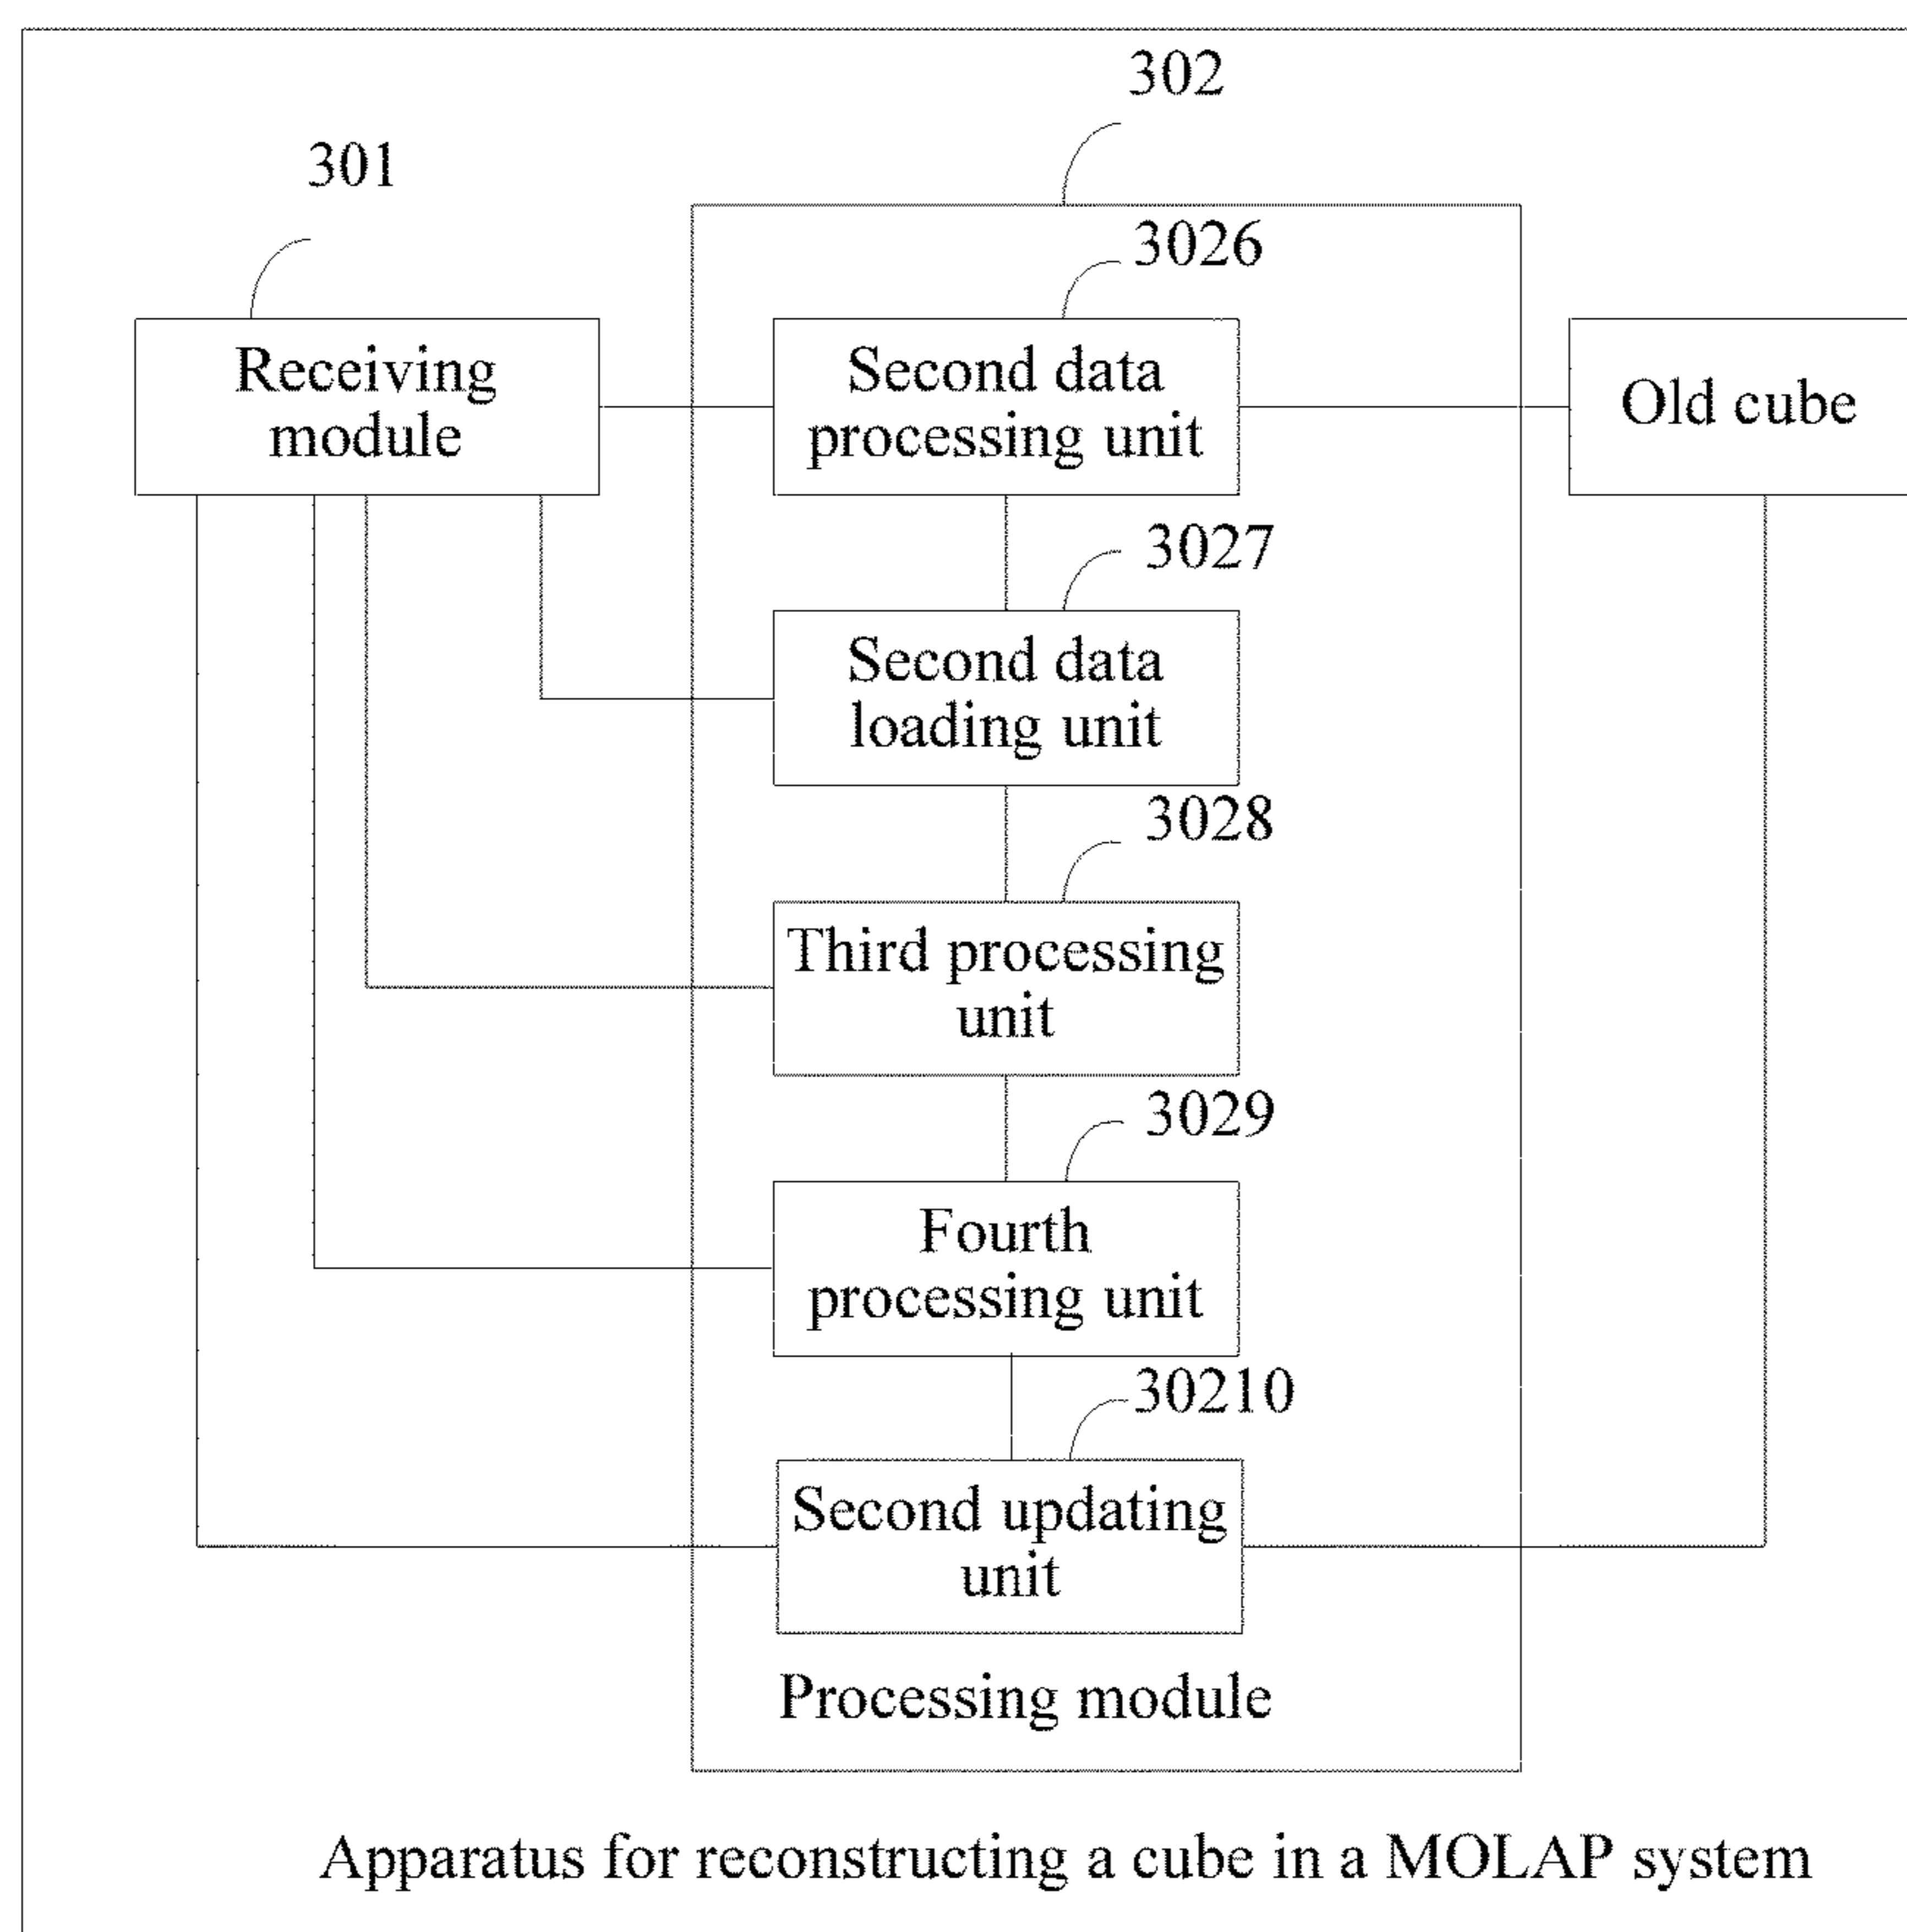 302
301
3026
Receiving
module
Second data
processing unit
Old cube
3027
Second data
loading unit
3028
Third processing
unit
3029
Fourth
processing unit
30210
Second updating
unit
Processing module
Apparatus for reconstructing a cube in a MOLAP system